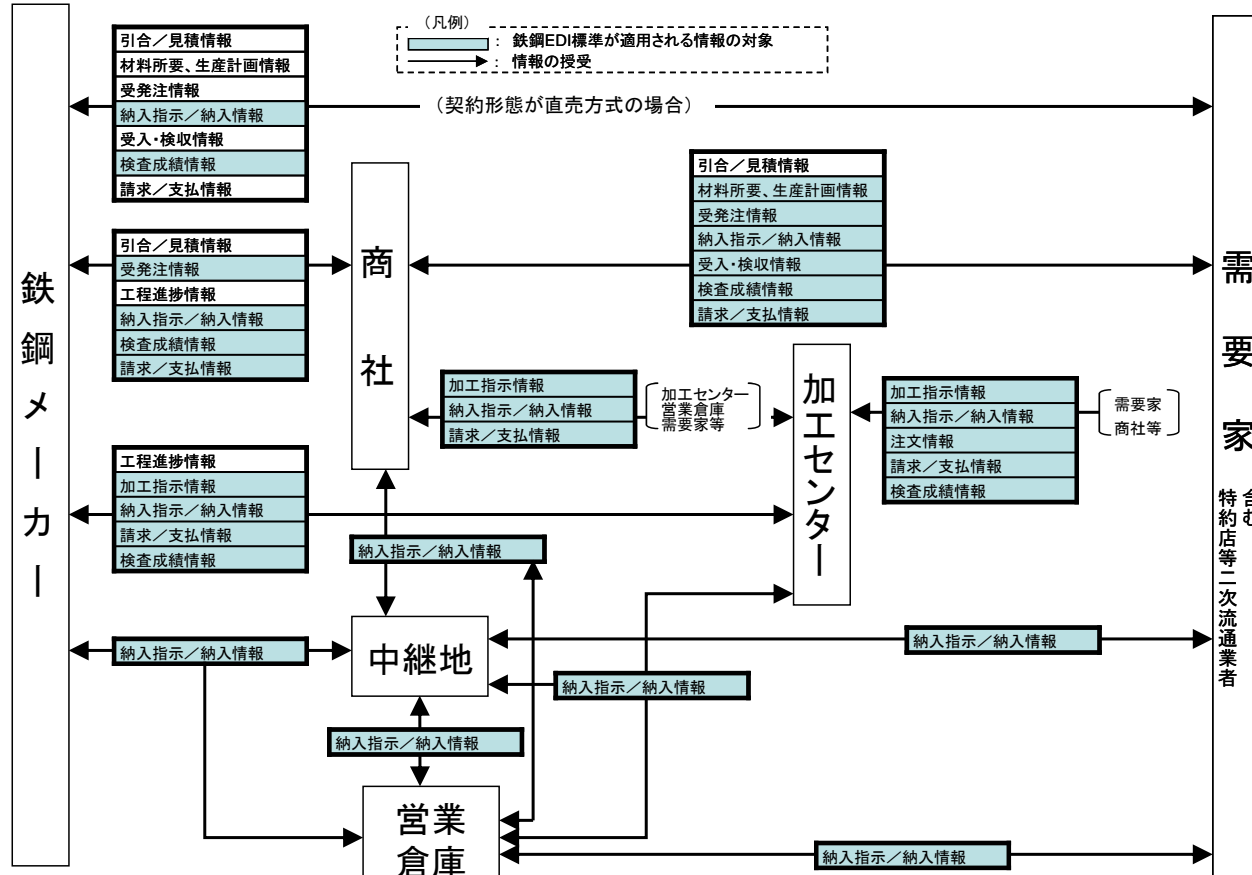 （凡例）
： 鉄鋼EDI標準が適用される情報の対象
： 情報の授受
引合／見積情報
材料所要、生産計画情報
受発注情報
納入指示／納入情報
受入・検収情報
検査成績情報
請求／支払情報
（契約形態が直売方式の場合）
引合／見積情報
材料所要、生産計画情報
受発注情報
納入指示／納入情報
受入・検収情報
検査成績情報
請求／支払情報
引合／見積情報
受発注情報
工程進捗情報
納入指示／納入情報
検査成績情報
請求／支払情報
鉄鋼メーカー
商社
需要家
特約店等二次流通業者
含む
加工指示情報
納入指示／納入情報
請求／支払情報
加工センター
営業倉庫
需要家等
加工センター
加工指示情報
納入指示／納入情報
注文情報
請求／支払情報
検査成績情報
需要家
商社等
工程進捗情報
加工指示情報
納入指示／納入情報
請求／支払情報
検査成績情報
納入指示／納入情報
納入指示／納入情報
中継地
納入指示／納入情報
納入指示／納入情報
納入指示／納入情報
営業
倉庫
納入指示／納入情報